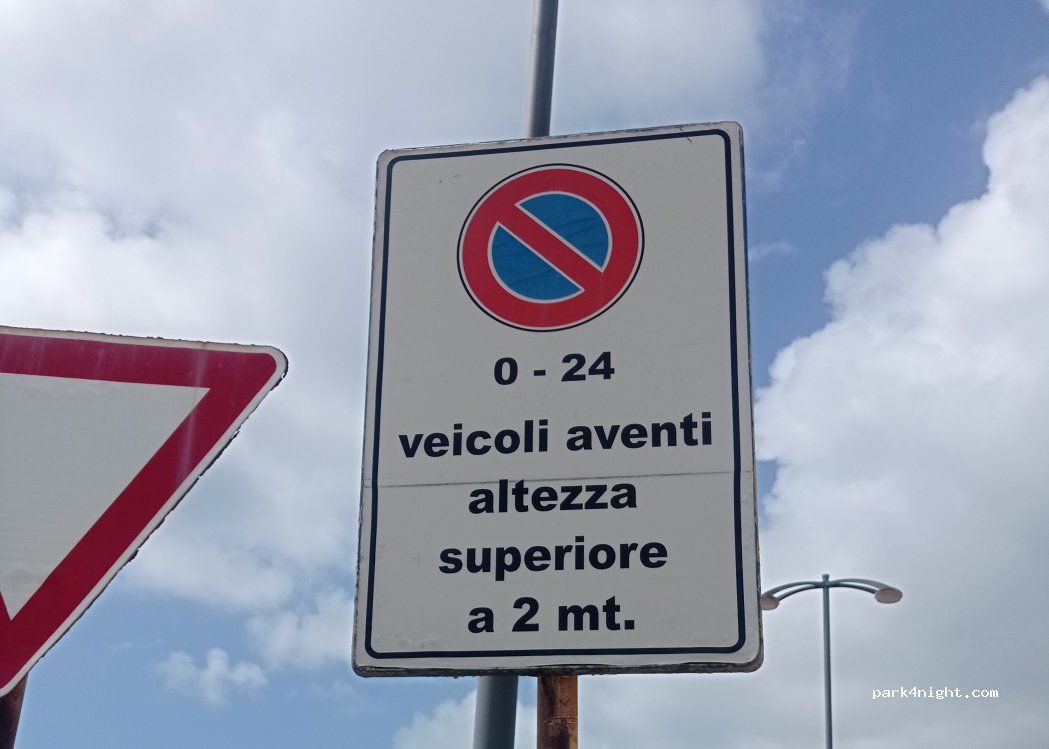 0 - 24
veicoli aventi
altezza
superiore
a 2 mt.
park4night.com